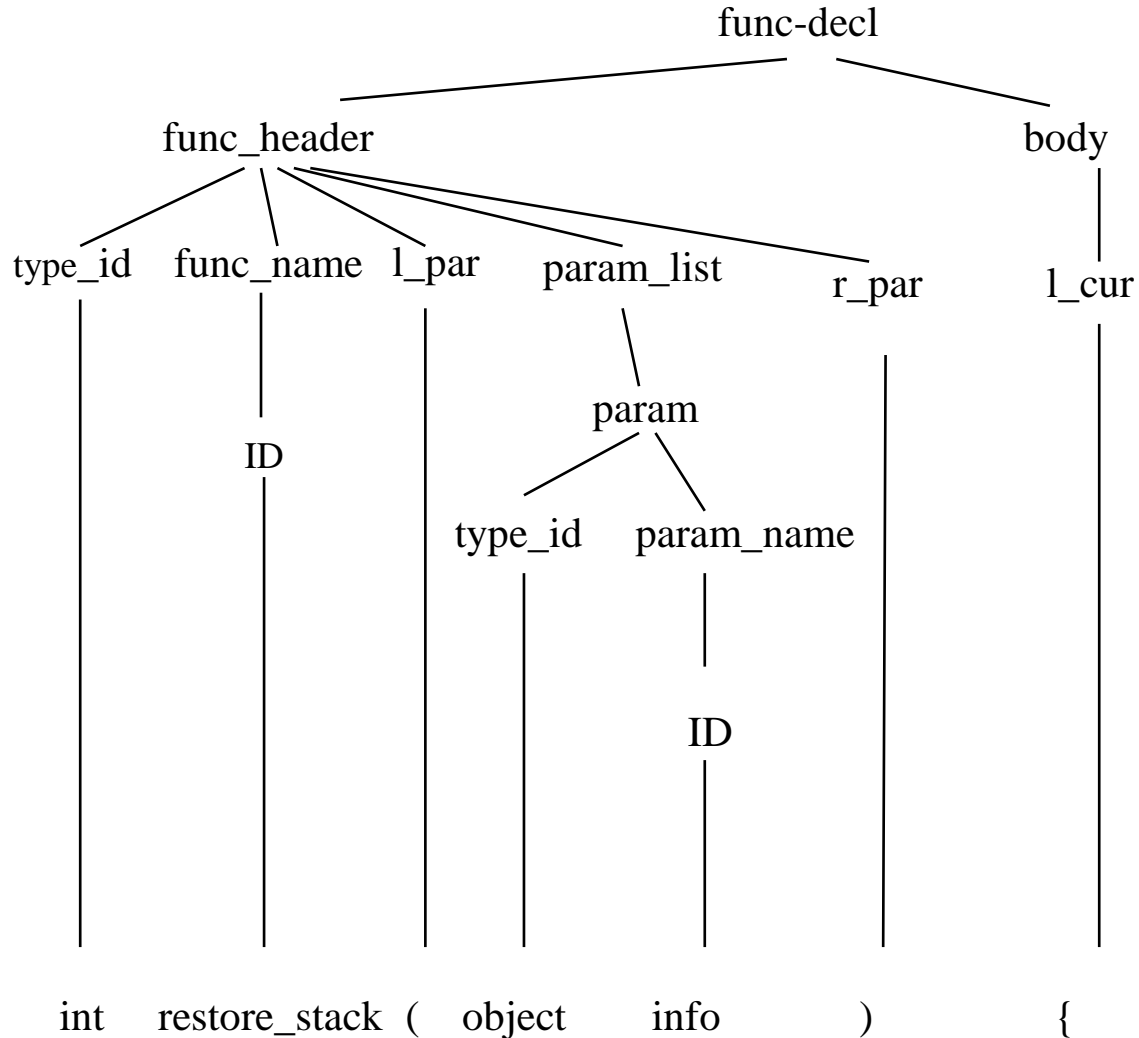 func-decl
func_header body
type_id func_name l_par param_list r_par l_cur
param
ID
type_id param_name
ID
int restore_stack ( object info ) {